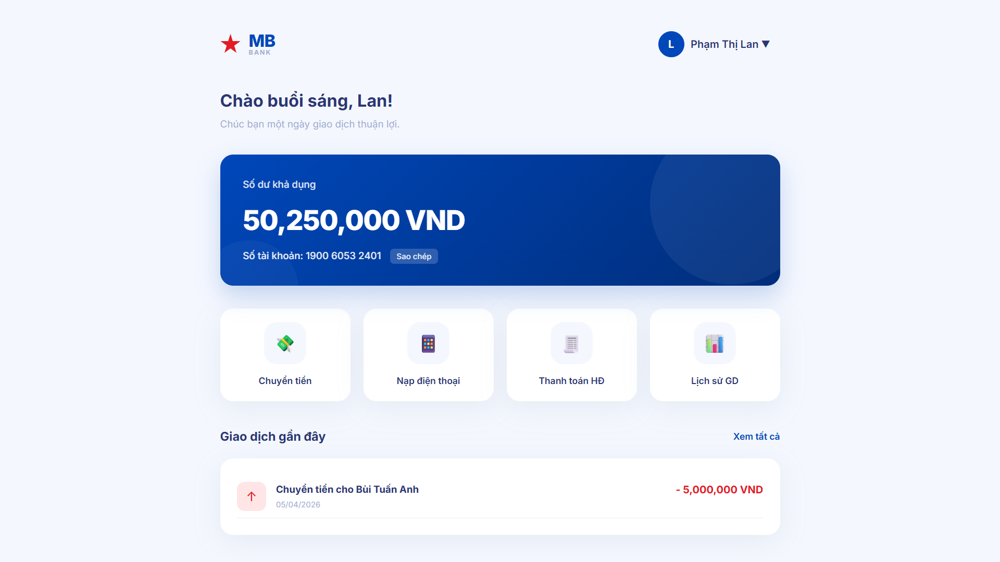 MB
BANK
L
Phạm Thị Lan ▼
Chào buổi sáng, Lan!
Chúc bạn một ngày giao dịch thuận lợi.
Số dư khả dụng
50,250,000 VND
Số tài khoản: 1900 6053 2401
Sao chép
Chuyển tiền
Nạp điện thoại
Thanh toán HĐ
Lịch sử GD
Giao dịch gần đây
Xem tất cả
Chuyển tiền cho Bùi Tuấn Anh
- 5,000,000 VND
05/04/2026